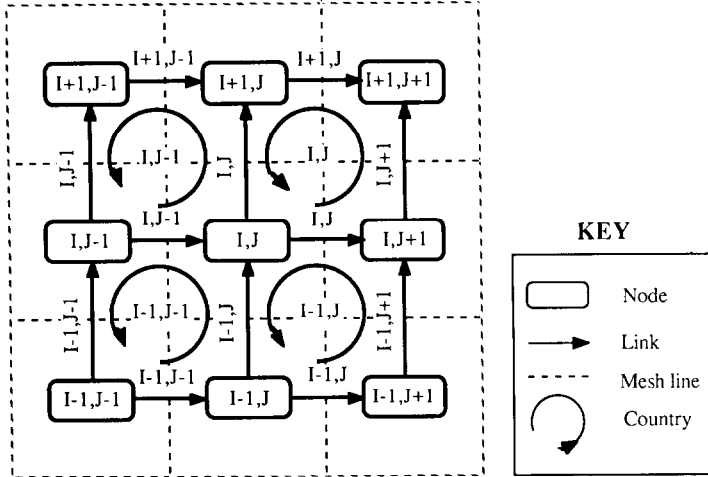 I+1,J-1 I+1,J
I+1,J-1 I+1,J I+1,J+1
I,J-1 I,J-1 I,J I,J I,J+1
I,J-1 I,J
I,J-1 I,J I,J+1
I-1,J-1 I-1,J-1 I-1,J I-1,J I-1,J+1
I-1,J-1 I-1,J
I-1,J-1 I-1,J I-1,J+1
KEY
Node
Link
Mesh line
Country